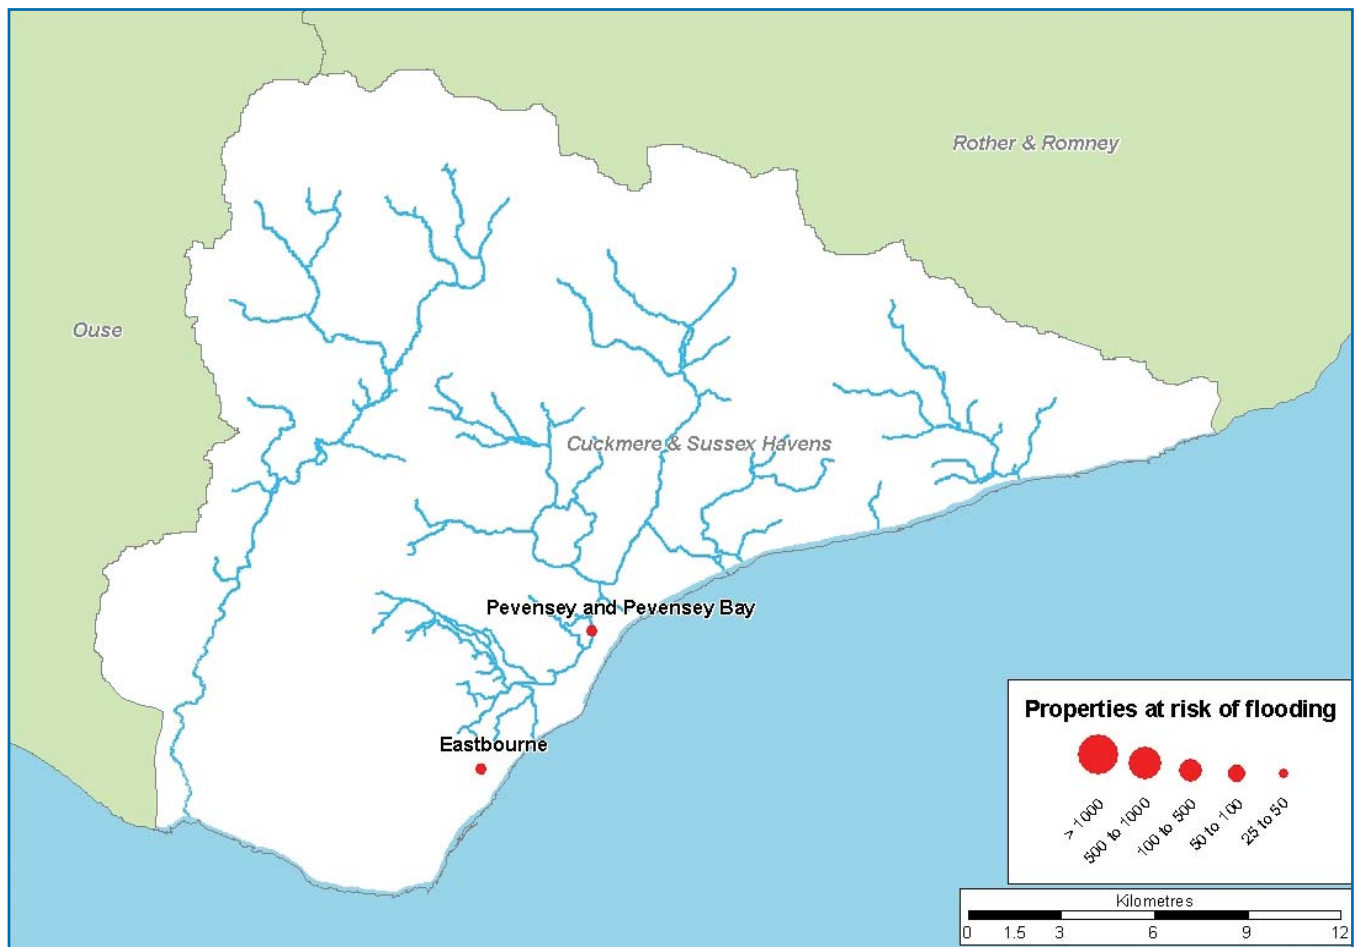 Rother & Romney
Ouse
Cuckmere & Sussex Havens
Pevensey and Pevensey Bay
Eastbourne
Properties at risk of flooding
> 1000
500 to 1000
100 to 500
50 to 100
25 to 50
Kilometres
0 1.5 3 6 9 12